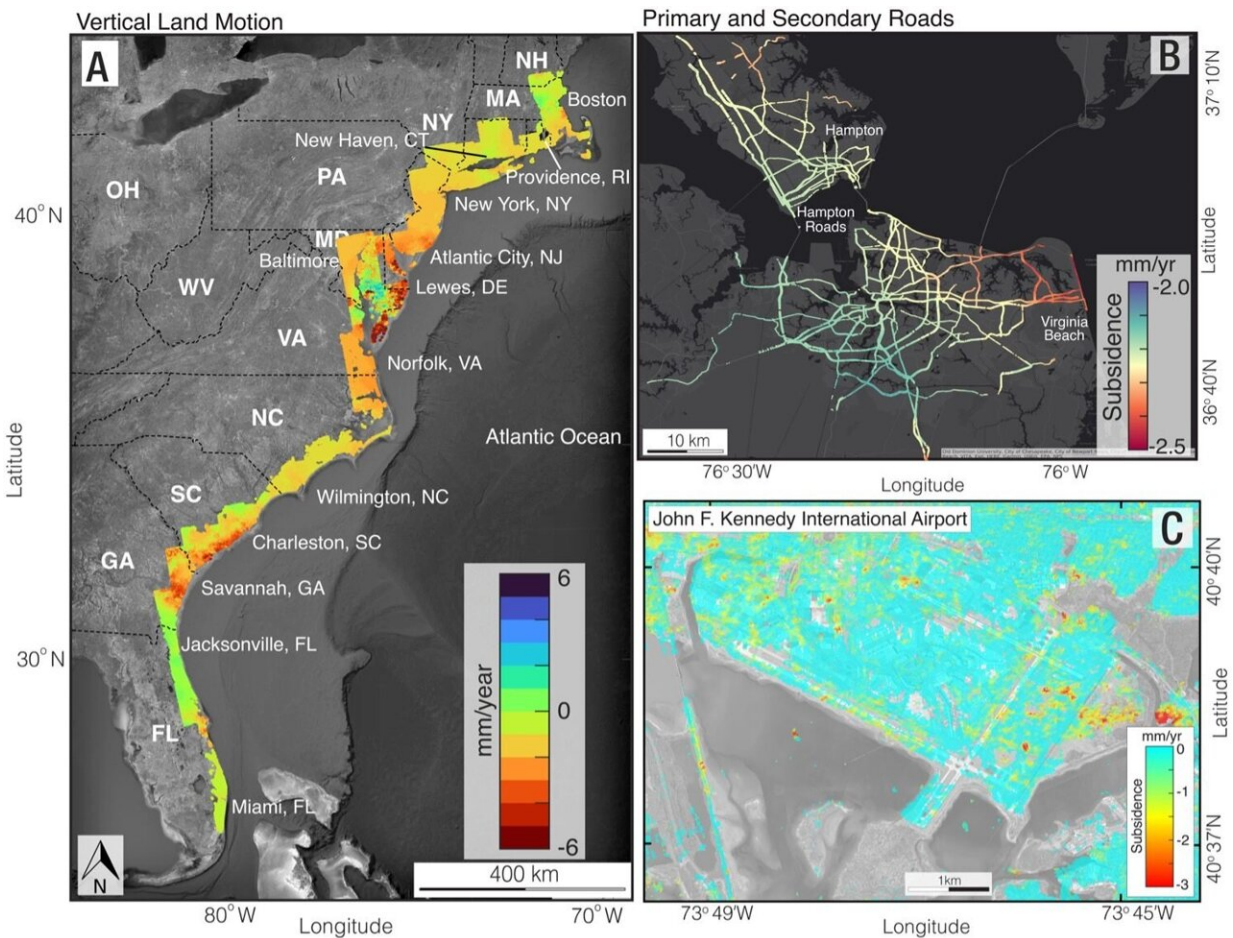 Vertical Land Motion
A
NH
MA
Boston
NY
New Haven, CT
Providence, RI
OH
PA
New York, NY
40°N
MD
Baltimore
Atlantic City, NJ
Lewes, DE
WV
VA
Norfolk, VA
NC
Atlantic Ocean
Latitude
SC
Wilmington, NC
Charleston, SC
GA
Savannah, GA
Jacksonville, FL
30°N
FL
Miami, FL
mm/year
6
0
-6
N
400 km
80°W
70°W
Longitude
Primary and Secondary Roads
B
Hampton
Hampton
Roads
Virginia
Beach
mm/yr
-2.0
Subsidence
-2.5
10 km
37°10'N
Latitude
36°40'N
76°30'W
76°W
Longitude
John F. Kennedy International Airport
C
mm/yr
0
-1
-2
-3
Subsidence
1km
40°40'N
Latitude
40°37'N
73°49'W
73°45'W
Longitude